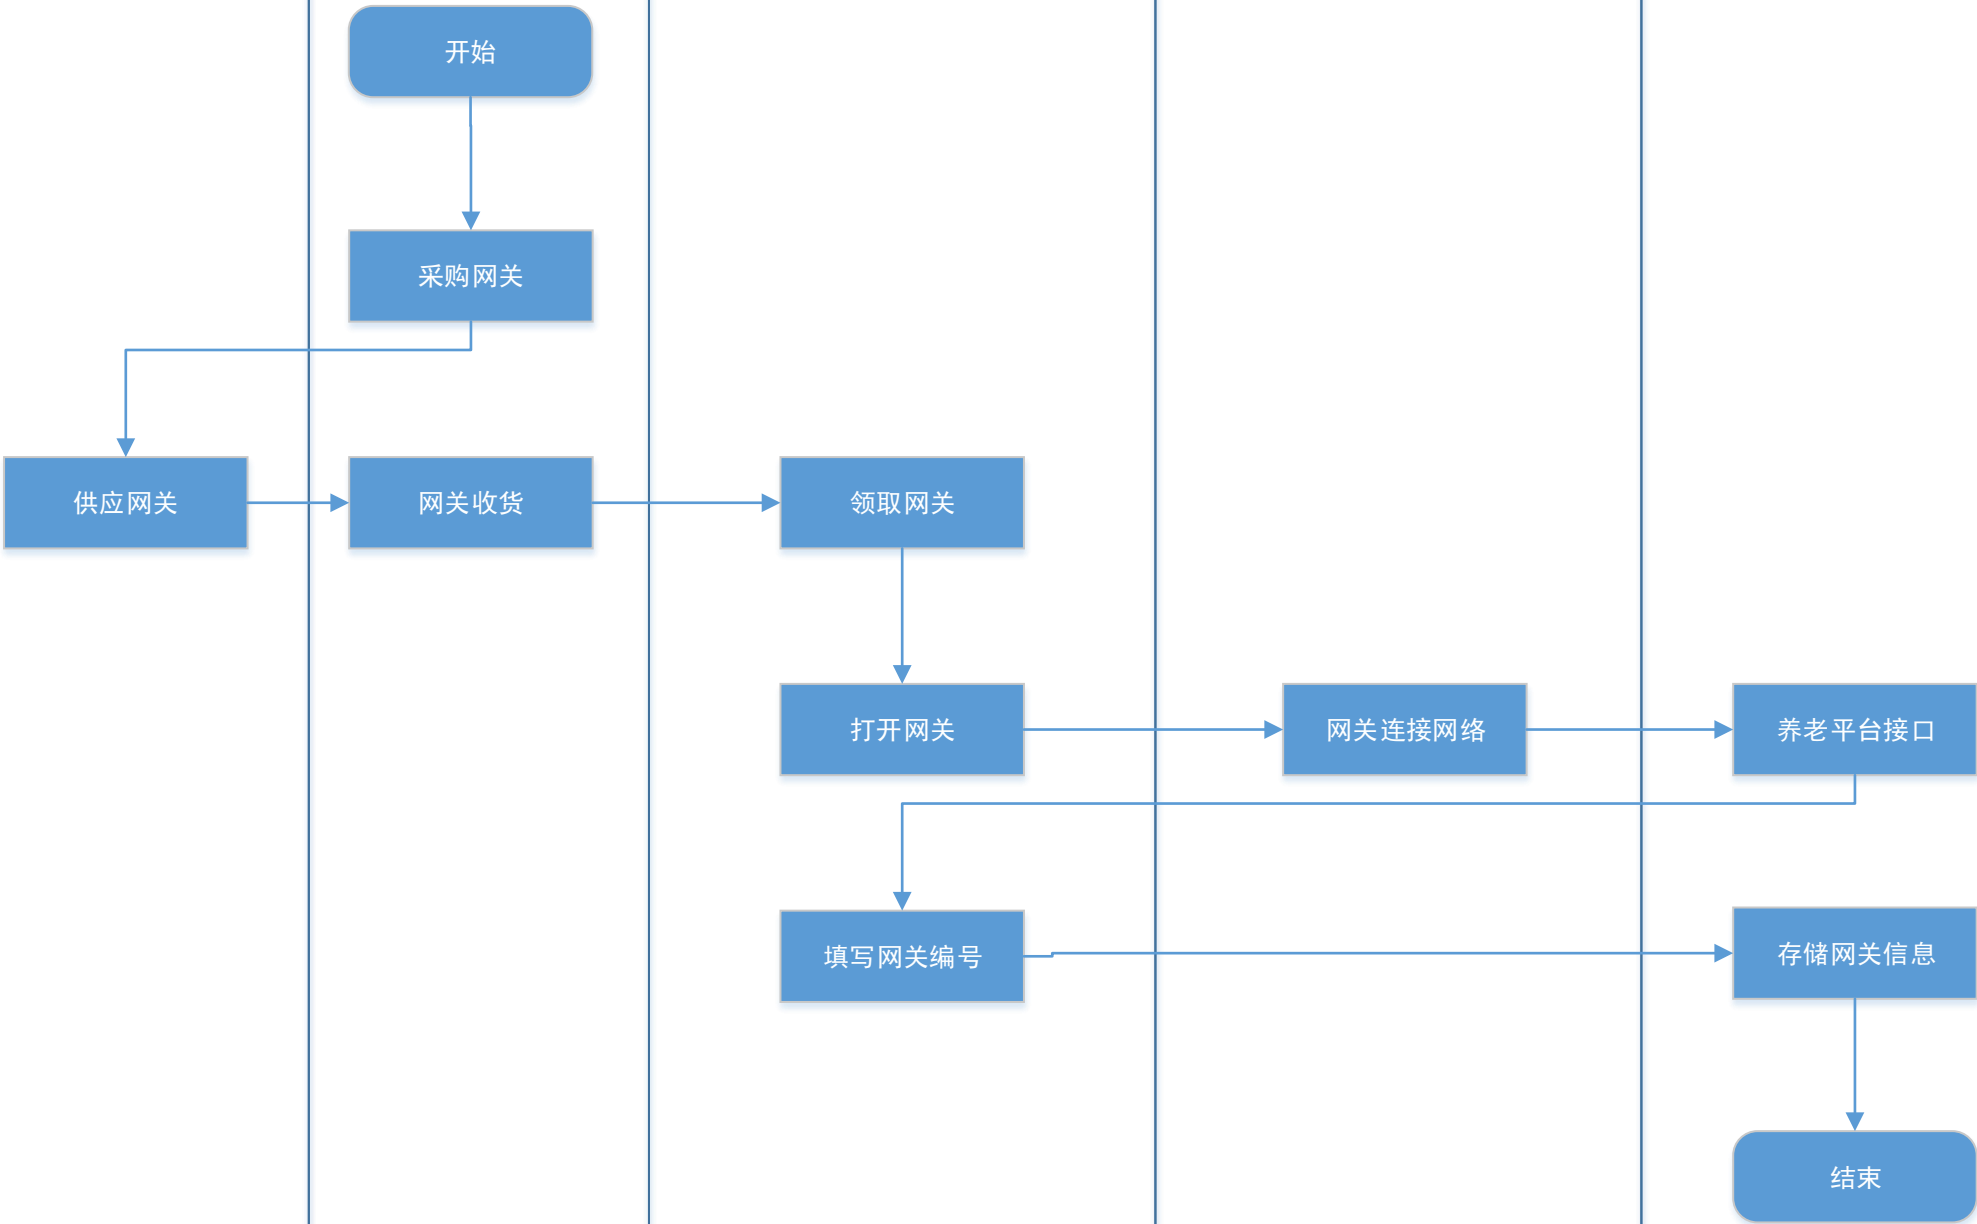 开始
采购网关
供应网关
网关收货
领取网关
打开网关
网关连接网络
养老平台接口
填写网关编号
存储网关信息
结束